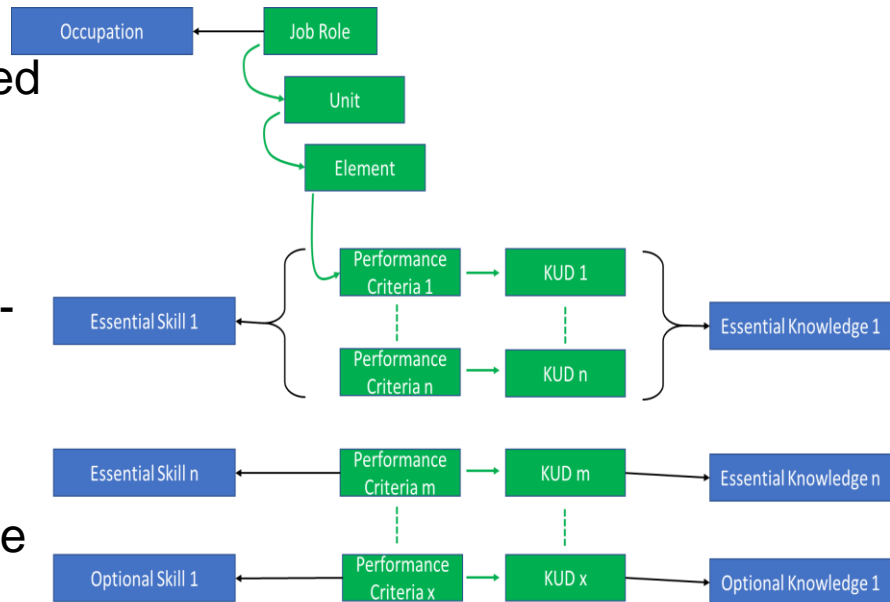 Occupation
Job Role
ed
Unit
Element
Performance
Criteria 1
KUD 1
-
Essential Skill 1
Essential Knowledge 1
Performance
Criteria n
KUD n
Essential Skill n
Performance
Criteria m
KUD m
Essential Knowledge n
e
Optional Skill 1
Performance
Criteria x
KUD x
Optional Knowledge 1